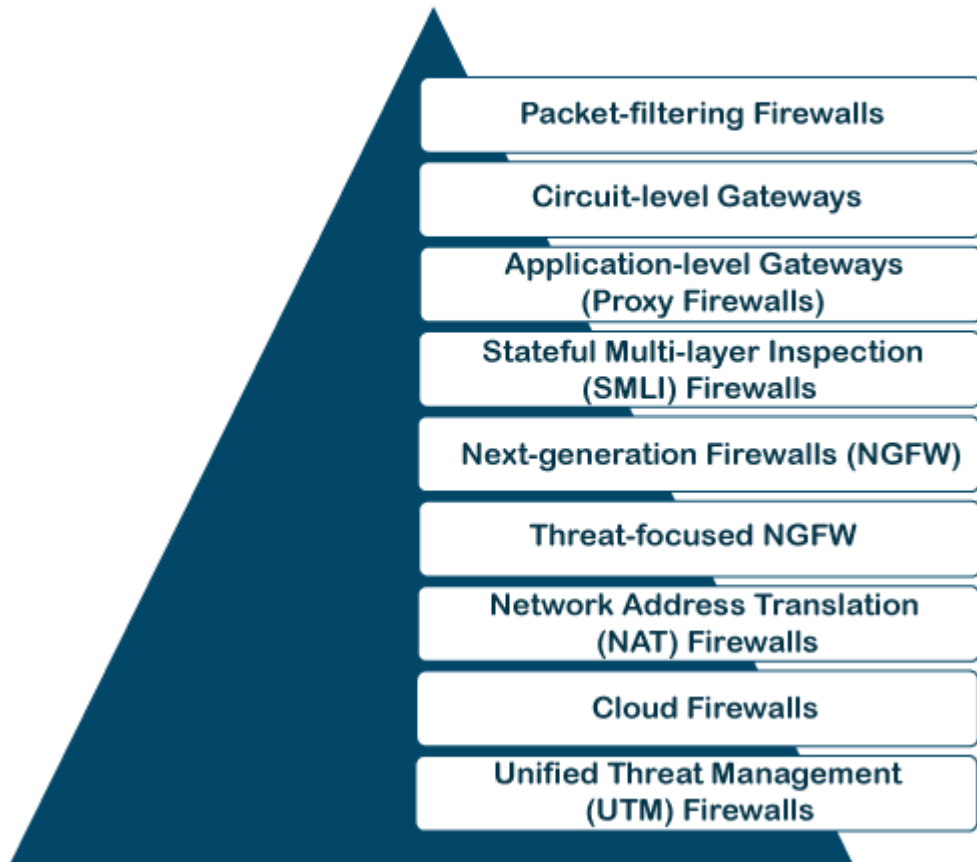 Packet-filtering Firewalls
Circuit-level Gateways
Application-level Gateways
(Proxy Firewalls)
Stateful Multi-layer Inspection
(SMLI) Firewalls
Next-generation Firewalls (NGFW)
Threat-focused NGFW
Network Address Translation
(NAT) Firewalls
Cloud Firewalls
Unified Threat Management
(UTM) Firewalls